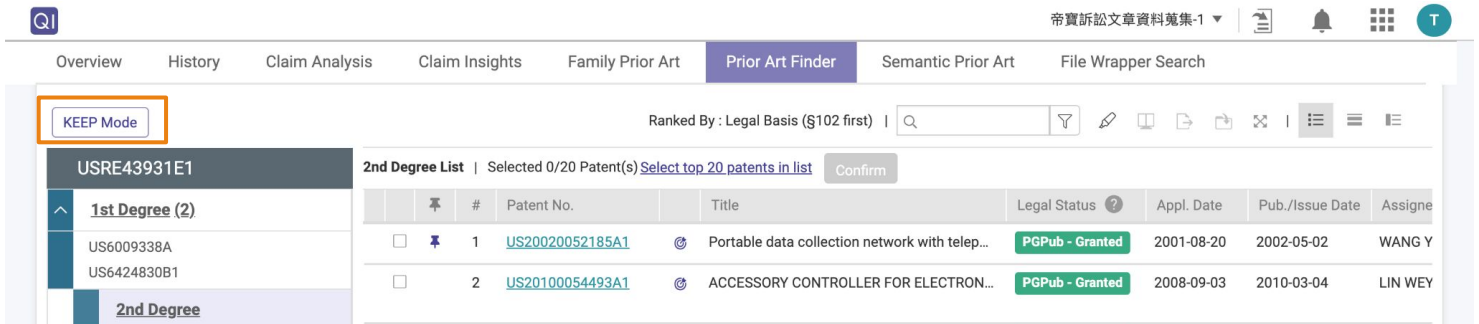 QI 帝寶訴訟文章資料蒐集-1 ▼ T
Overview History Claim Analysis Claim Insights Family Prior Art Prior Art Finder Semantic Prior Art File Wrapper Search
KEEP Mode Ranked By : Legal Basis (§102 first) |
USRE43931E1 2nd Degree List | Selected 0/20 Patent(s) Select top 20 patents in list Confirm
1st Degree (2) # Patent No. Title Legal Status ? Appl. Date Pub./Issue Date Assigne
US6009338A 1 US20020052185A1 Portable data collection network with telep... PGPub - Granted 2001-08-20 2002-05-02 WANG Y
US6424830B1 2 US20100054493A1 ACCESSORY CONTROLLER FOR ELECTRON... PGPub - Granted 2008-09-03 2010-03-04 LIN WEY
2nd Degree